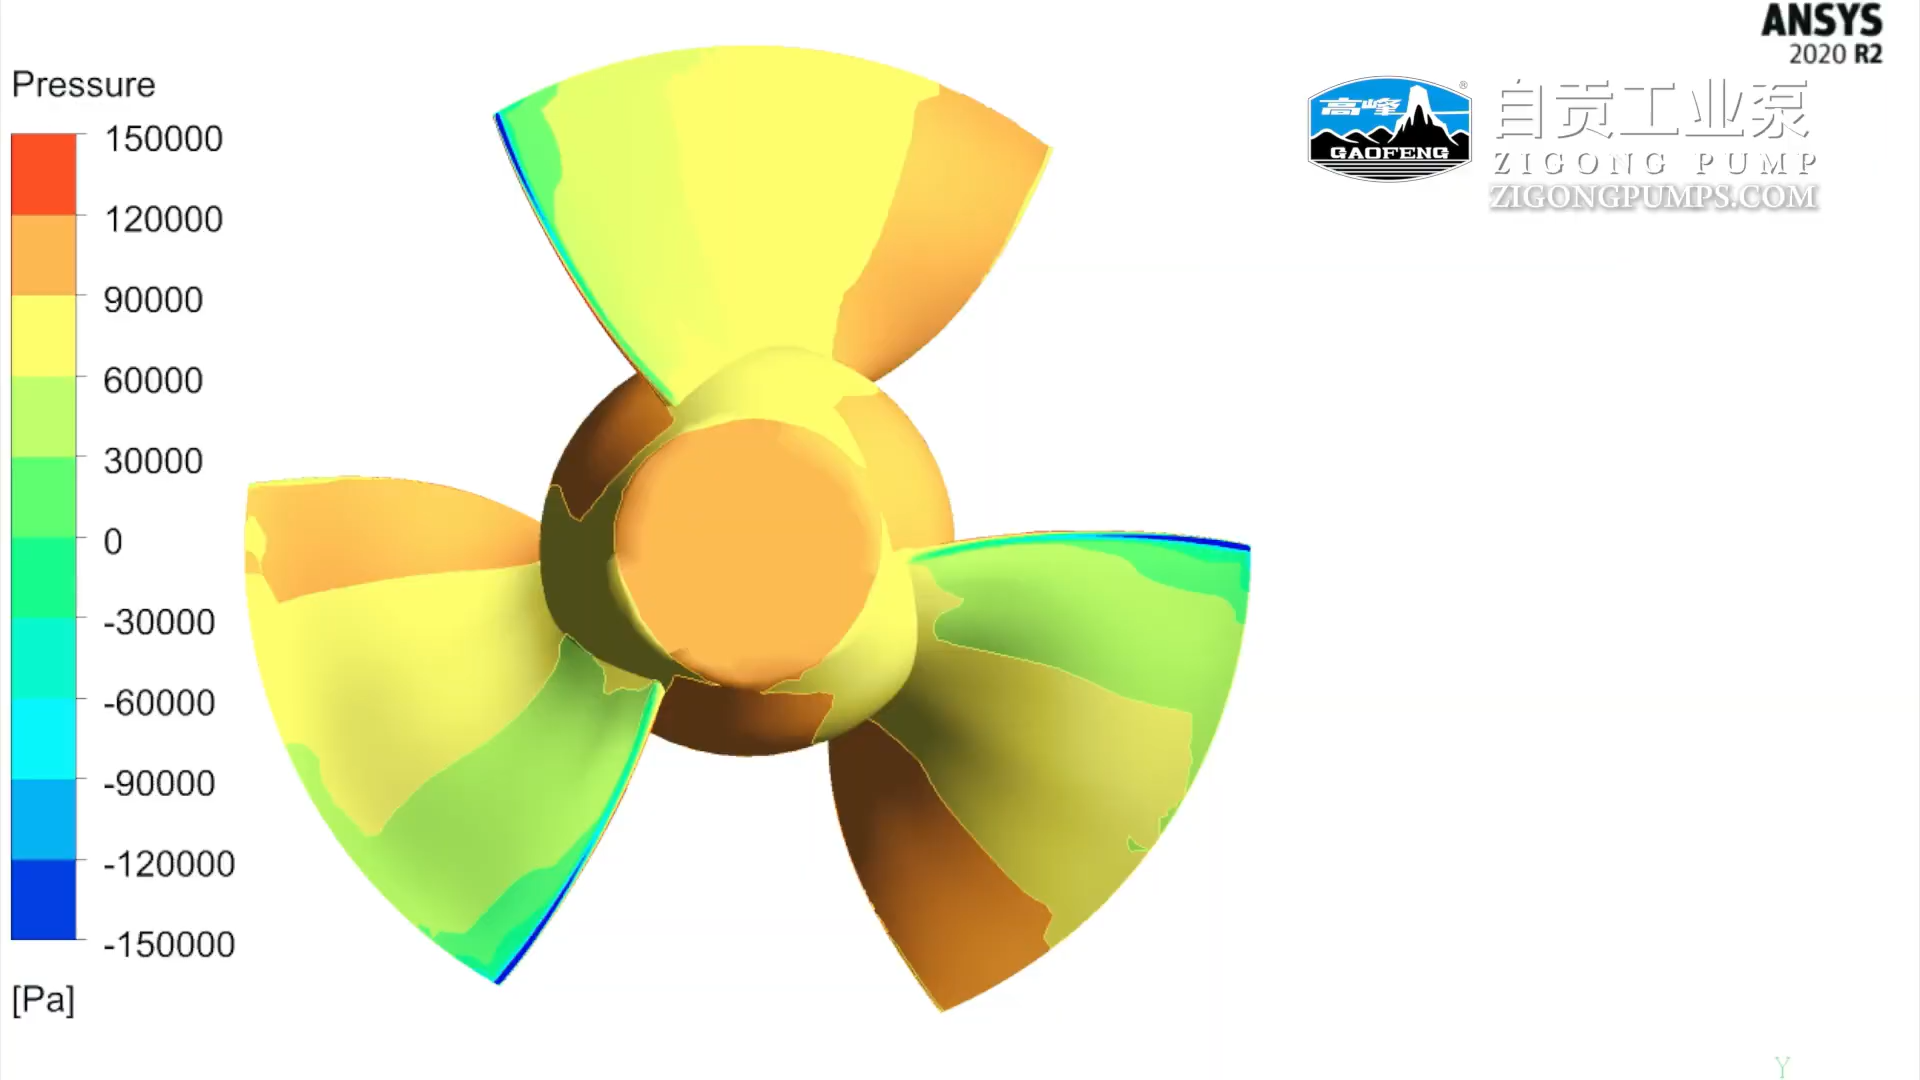 ANSYS
2020 R2
Pressure
150000
120000
90000
60000
30000
0
-30000
-60000
-90000
-120000
-150000
[Pa]
高峰
GAOFENG
®
自贡工业泵
ZIGONG PUMP
ZIGONGPUMPS.COM
Y